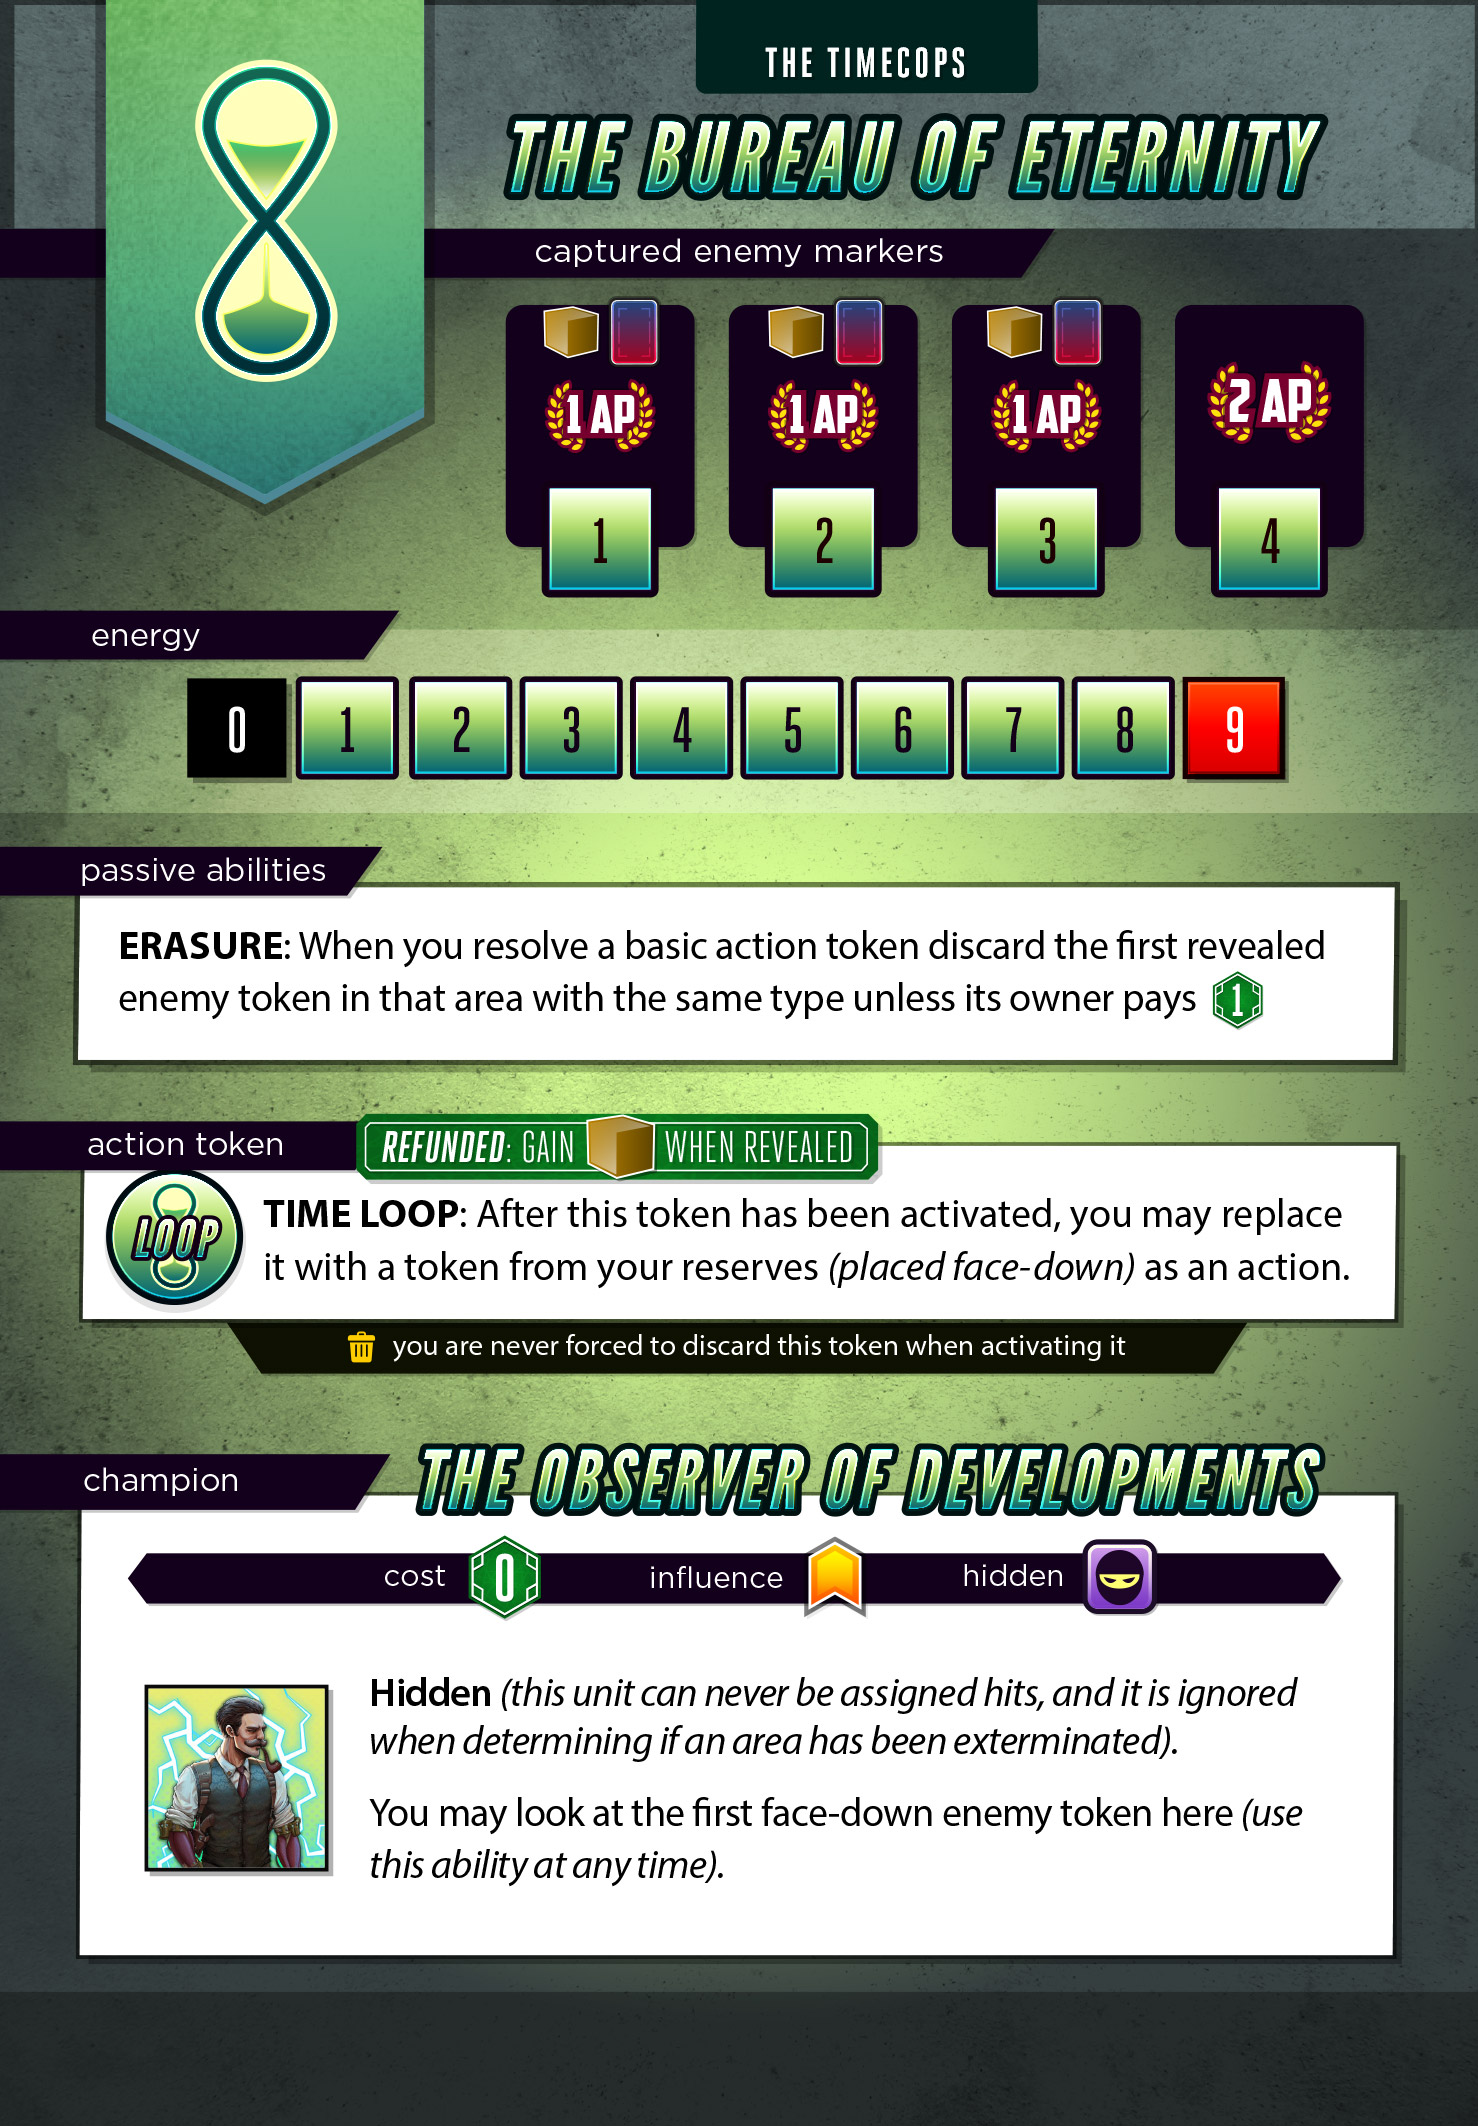 THE TIMECOPS
THE BUREAU OF ETERNITY
captured enemy markers
1 AP 1 AP 1 AP 2 AP
1 2 3 4
energy
0 1 2 3 4 5 6 7 8 9
passive abilities
ERASURE: When you resolve a basic action token discard the first revealed
enemy token in that area with the same type unless its owner pays 1
action token
REFUNDED: GAIN WHEN REVEALED
LOOP
TIME LOOP: After this token has been activated, you may replace
it with a token from your reserves (placed face-down) as an action.
you are never forced to discard this token when activating it
champion
THE OBSERVER OF DEVELOPMENTS
cost 0 influence hidden
Hidden (this unit can never be assigned hits, and it is ignored
when determining if an area has been exterminated).
You may look at the first face-down enemy token here (use
this ability at any time).